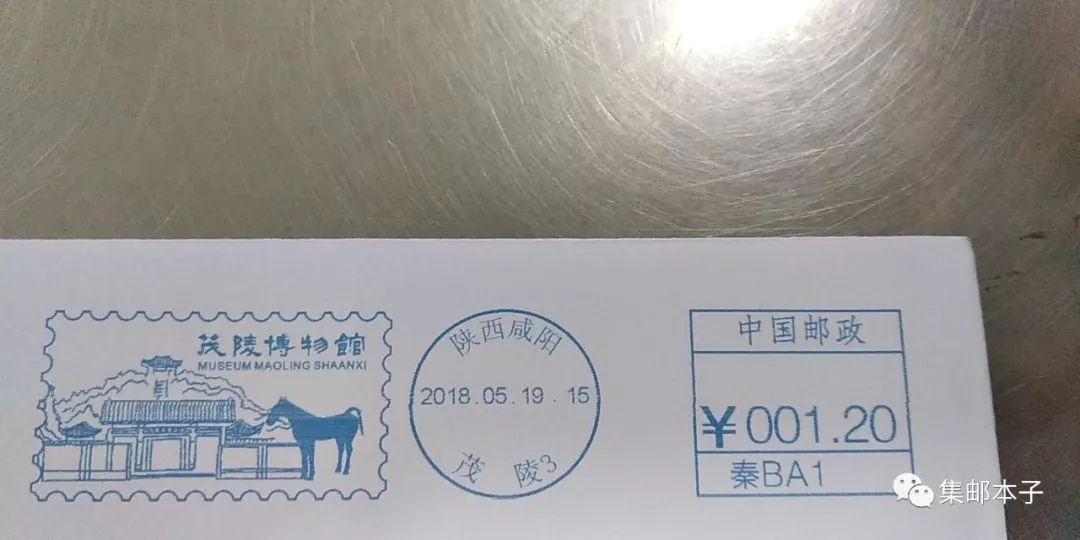 茂陵博物館
MUSEUM MAOLING SHAANXI
陕西咸阳
2018.05.19.15
茂 陵3
中国邮政
¥001.20
秦BA1
集邮本子